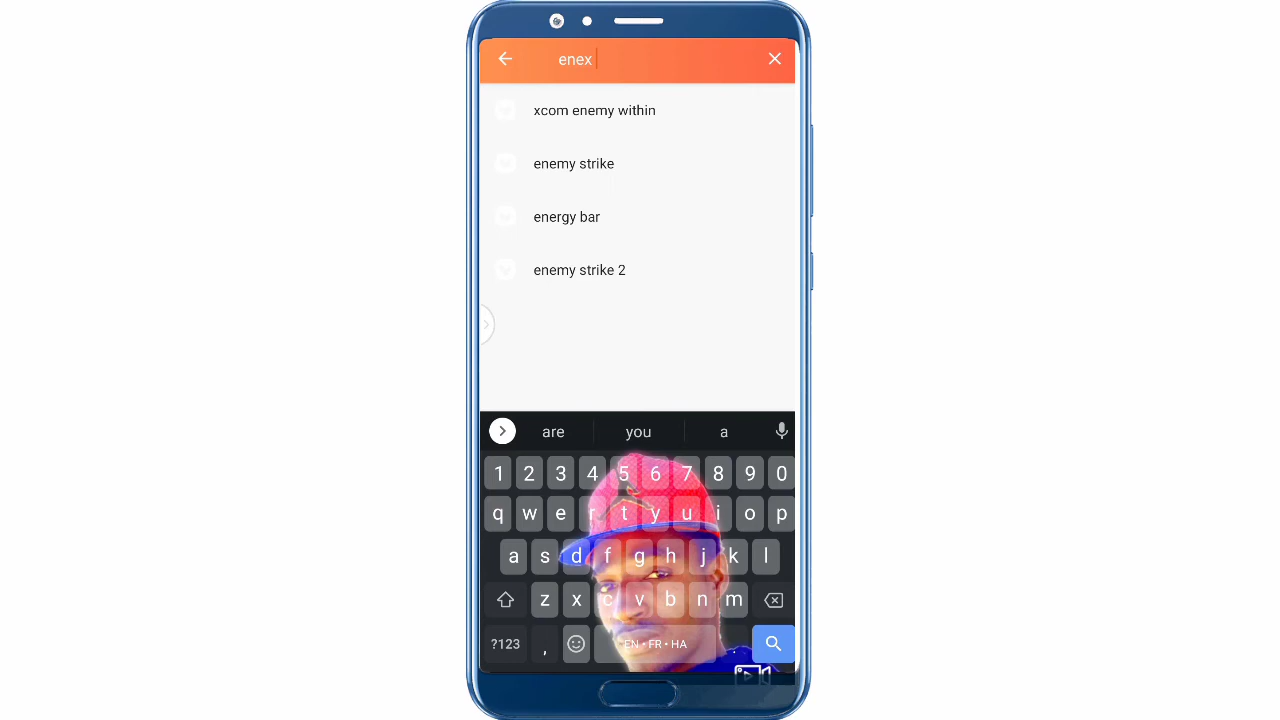 enex
xcom enemy within
enemy strike
energy bar
enemy strike 2
are you a
1 2 3 4 5 6 7 8 9 0
q w e r t y u i o p
a s d f g h j k l
z x c v b n m
?123 , EN • FR • HA .